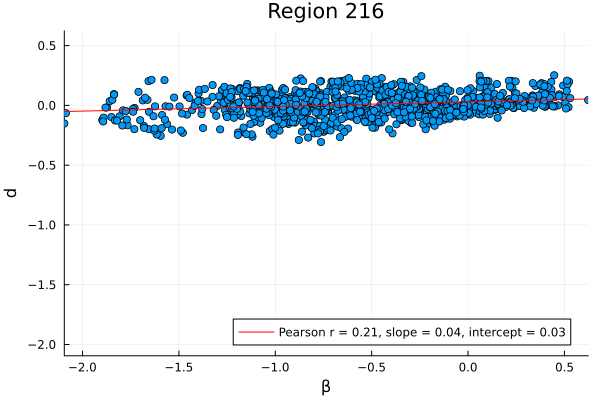 Region 216
0.5
0.0
−0.5
−1.0
−1.5
−2.0
d
Pearson r = 0.21, slope = 0.04, intercept = 0.03
−2.0 −1.5 −1.0 −0.5 0.0 0.5
β